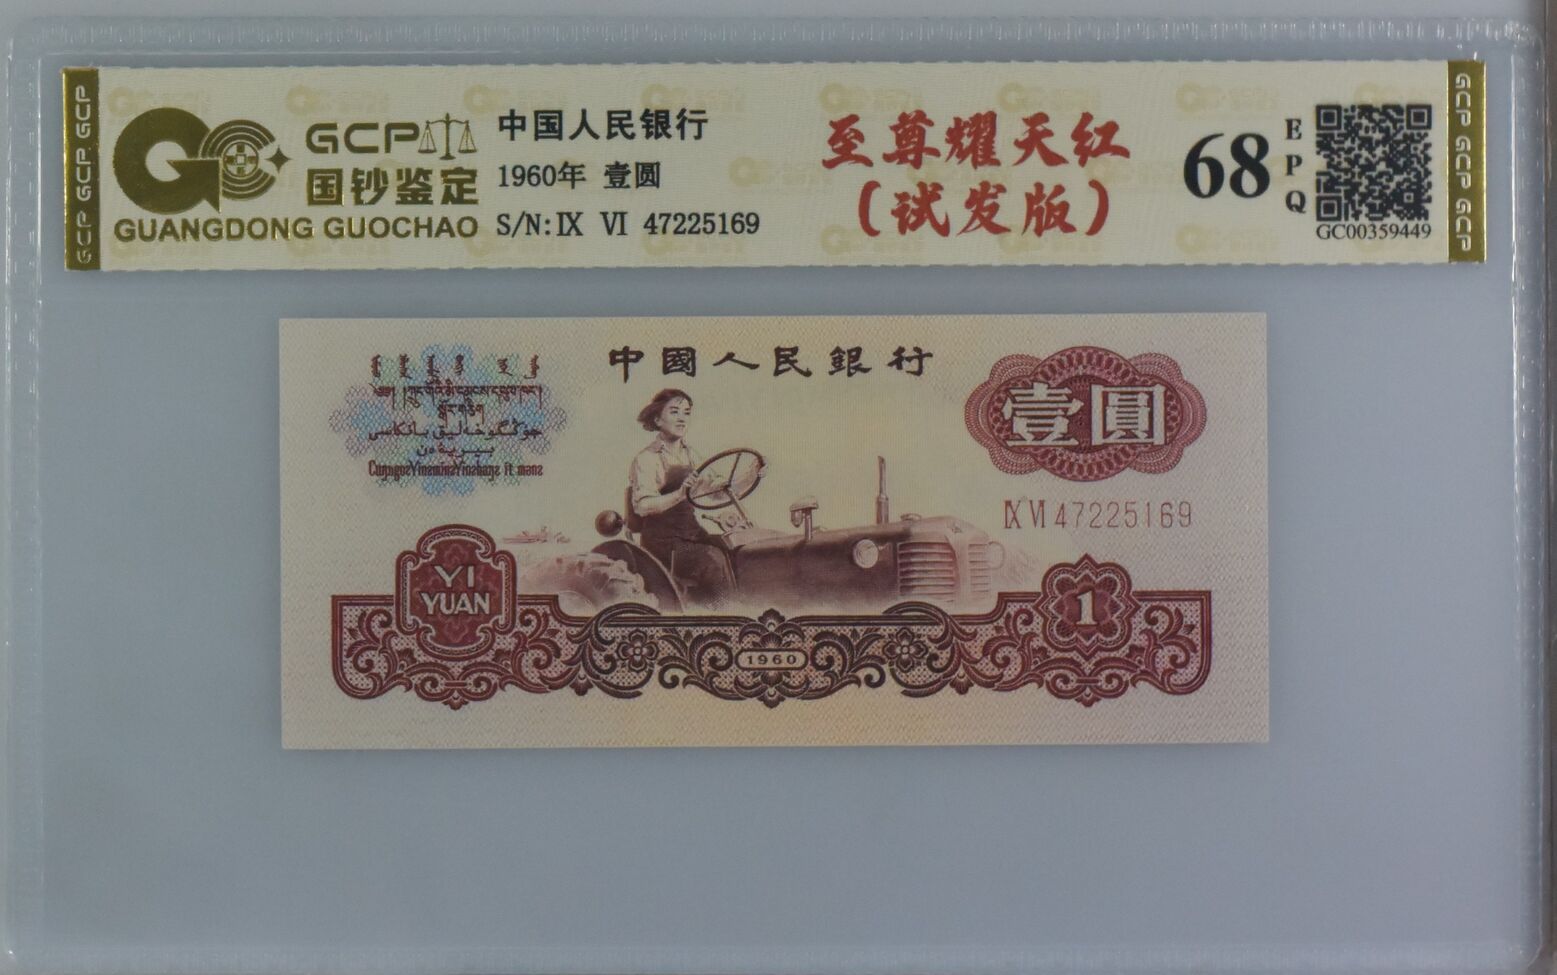 GCP GCP GCP
GCP
国钞鉴定
GUANGDONG GUOCHAO
中国人民银行
1960年 壹圆
S/N: IX VI 47225169
至尊耀天红
(试发版)
68
EPQ
GC00359449
GCP GCP GCP
中國人民銀行
壹圓
IX VI 47225169
YI
YUAN
1960
1